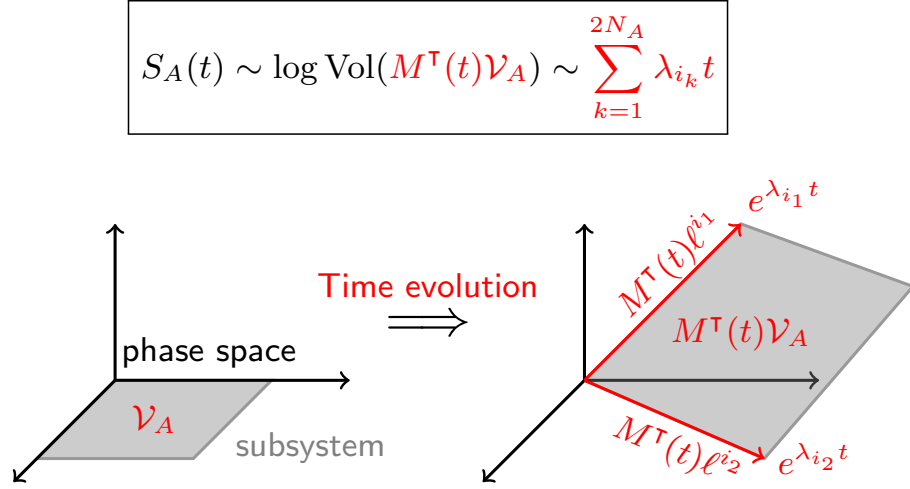 S_A(t) ∼ log Vol(M^⊺(t)𝒱_A) ∼ ∑_{k=1}^{2N_A} λ_{i_k} t
Time evolution
⟹
phase space
𝒱_A
subsystem
e^{λ_{i_1} t}
M^⊺(t)ℓ^{i_1}
M^⊺(t)𝒱_A
M^⊺(t)ℓ^{i_2}
e^{λ_{i_2} t}